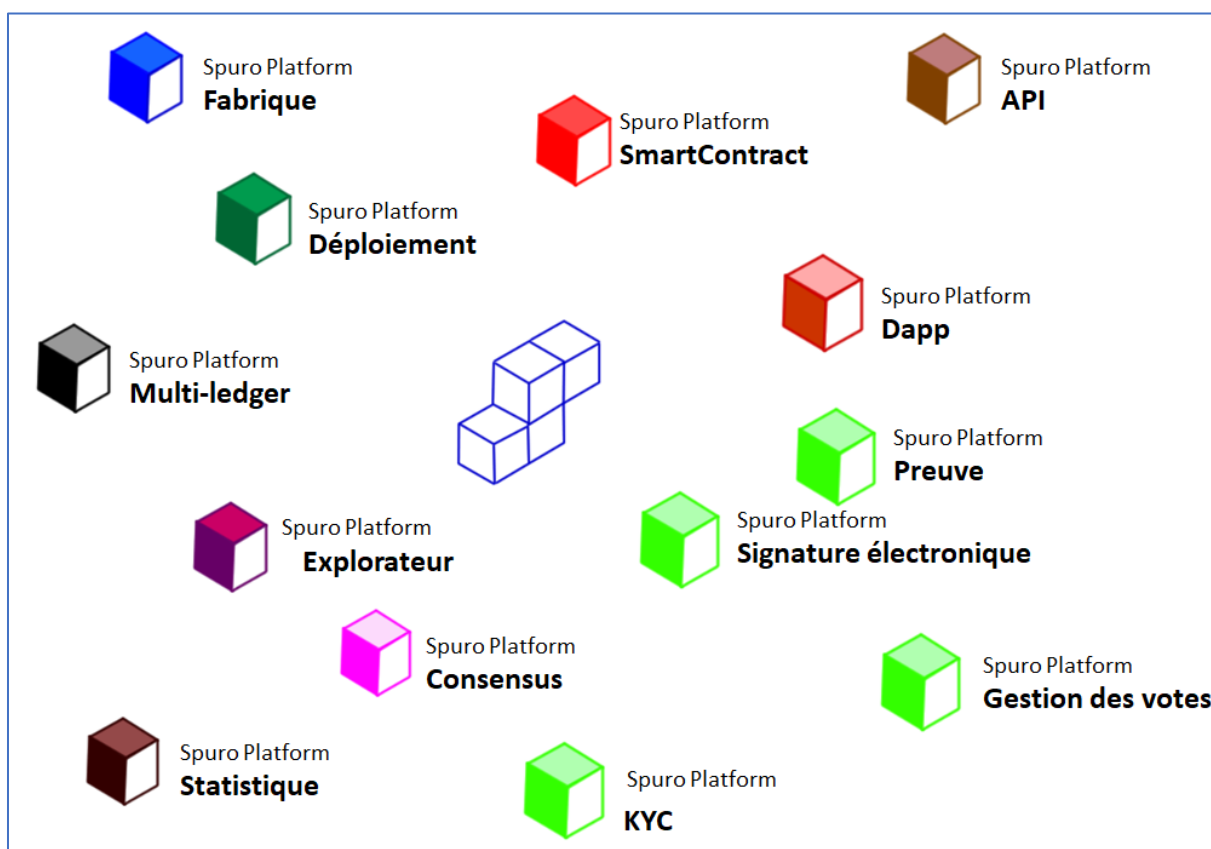 Spuro Platform
Fabrique
Spuro Platform
API
Spuro Platform
SmartContract
Spuro Platform
Déploiement
Spuro Platform
Dapp
Spuro Platform
Multi-ledger
Spuro Platform
Preuve
Spuro Platform
Signature électronique
Spuro Platform
Explorateur
Spuro Platform
Consensus
Spuro Platform
Gestion des votes
Spuro Platform
Statistique
Spuro Platform
KYC